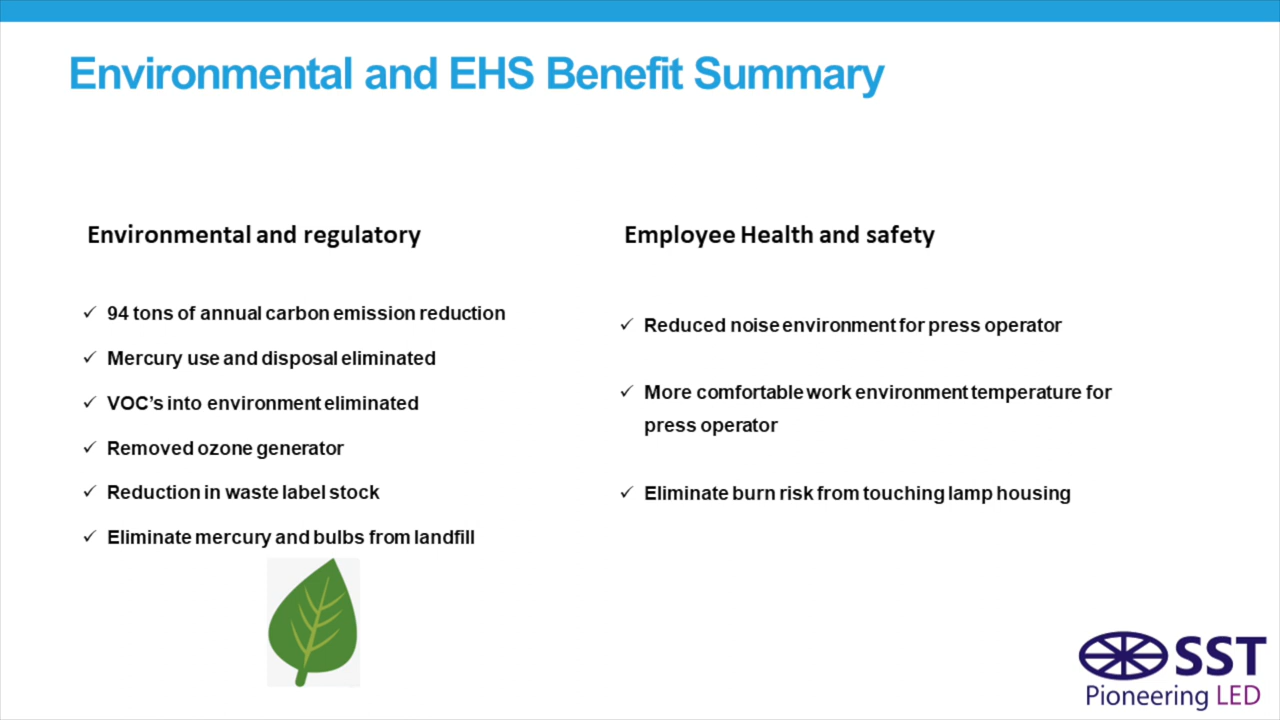 Environmental and EHS Benefit Summary
Environmental and regulatory
✓ 94 tons of annual carbon emission reduction
✓ Mercury use and disposal eliminated
✓ VOC's into environment eliminated
✓ Removed ozone generator
✓ Reduction in waste label stock
✓ Eliminate mercury and bulbs from landfill
Employee Health and safety
✓ Reduced noise environment for press operator
✓ More comfortable work environment temperature for
press operator
✓ Eliminate burn risk from touching lamp housing
SST
Pioneering LED